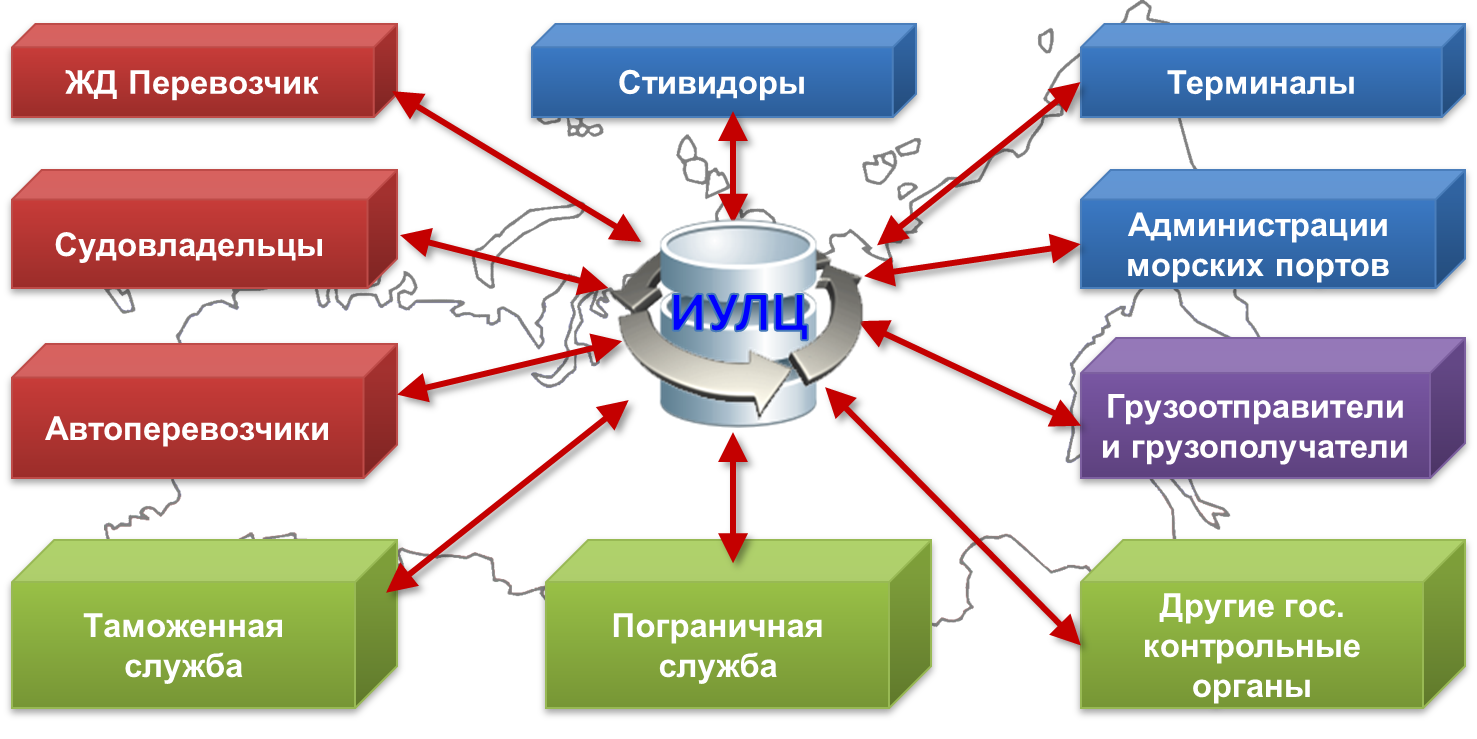 ЖД Перевозчик
Стивидоры
Терминалы
Судовладельцы
Администрации
морских портов
ИУЛЦ
Автоперевозчики
Грузоотправители
и грузополучатели
Таможенная
служба
Пограничная
служба
Другие гос.
контрольные
органы